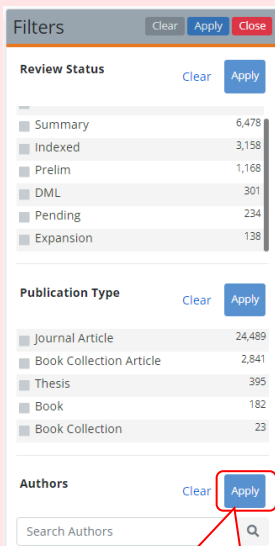 Filters Clear Apply Close
Review Status Clear Apply
Summary 6,478
Indexed 3,158
Prelim 1,168
DML 301
Pending 234
Expansion 138
Publication Type Clear Apply
Journal Article 24,489
Book Collection Article 2,841
Thesis 395
Book 182
Book Collection 23
Authors Clear Apply
Search Authors